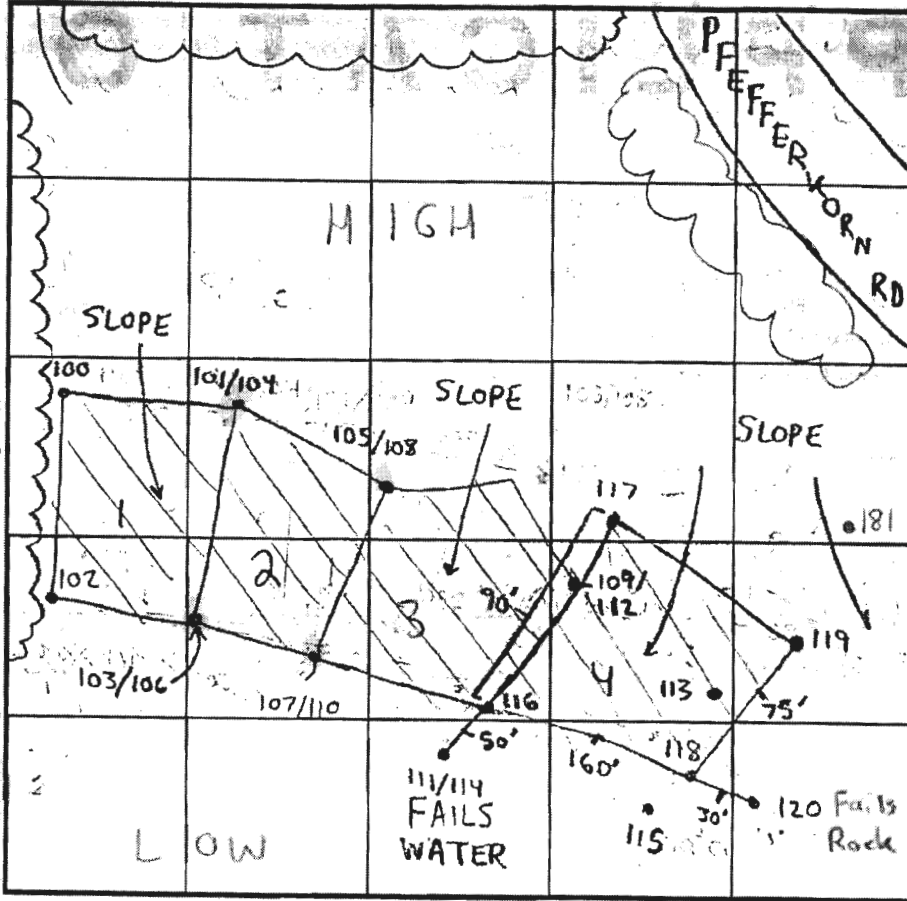 PFEFFERKORN RD
HIGH
SLOPE
100
101/104
SLOPE
105/108
SLOPE
117
181
1
102
2
109/
112
90'
3
119
103/106
4
113
107/110
116
75'
50'
160'
118
111/114
FAILS
WATER
30'
120 Fails
Rock
115
LOW